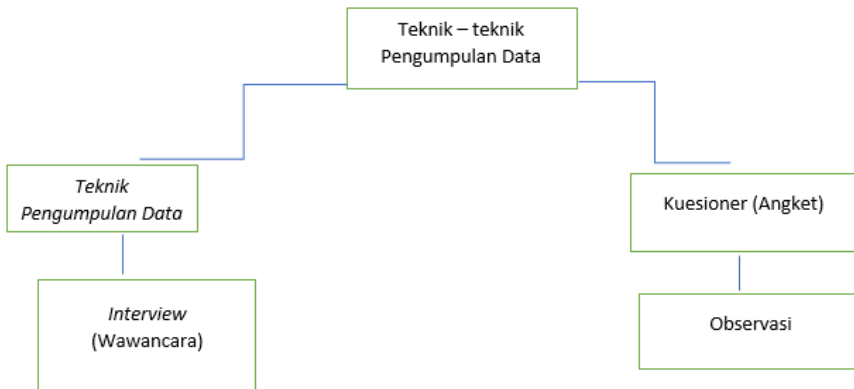 Teknik – teknik
Pengumpulan Data
Teknik
Pengumpulan Data
Kuesioner (Angket)
Interview
(Wawancara)
Observasi